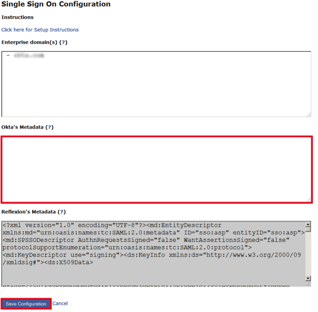 Single Sign On Configuration
Instructions
Click here for Setup Instructions
Enterprise domain(s) (?)
Okta's Metadata (?)
Reflexion's Metadata (?)
<?xml version="1.0" encoding="UTF-8"?><md:EntityDescriptor
xmlns:md="urn:oasis:names:tc:SAML:2.0:metadata" ID="sso:asp" entityID="sso:asp">
<md:SPSSODescriptor AuthnRequestsSigned="false" WantAssertionsSigned="false"
protocolSupportEnumeration="urn:oasis:names:tc:SAML:2.0:protocol">
<md:KeyDescriptor use="signing"><ds:KeyInfo xmlns:ds="http://www.w3.org/2000/09
/xmldsig#"><ds:X509Data>
Save Configuration Cancel